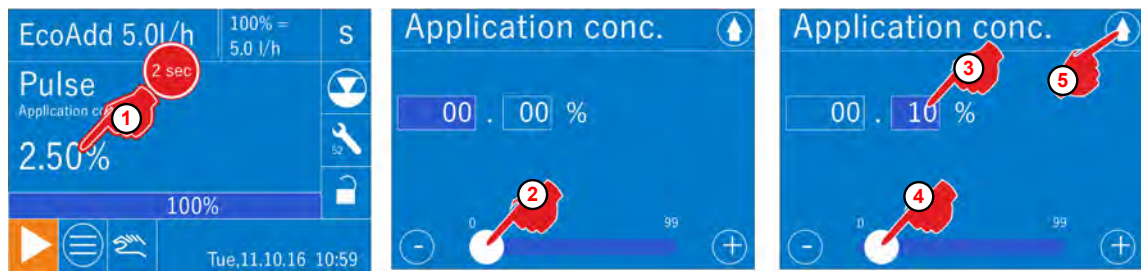 EcoAdd 5.0l/h
100% =
5.0 l/h
S
2 sec
Pulse
Application
1
2.50%
52
100%
Tue,11.10.16 10:59
Application conc.
00 . 00 %
2
0 99
- +
Application conc.
3
5
00 . 10 %
4
0 99
- +